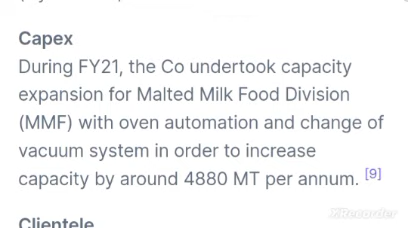 Capex
During FY21, the Co undertook capacity
expansion for Malted Milk Food Division
(MMF) with oven automation and change of
vacuum system in order to increase
capacity by around 4880 MT per annum. [9]
XRecorder
Clientele